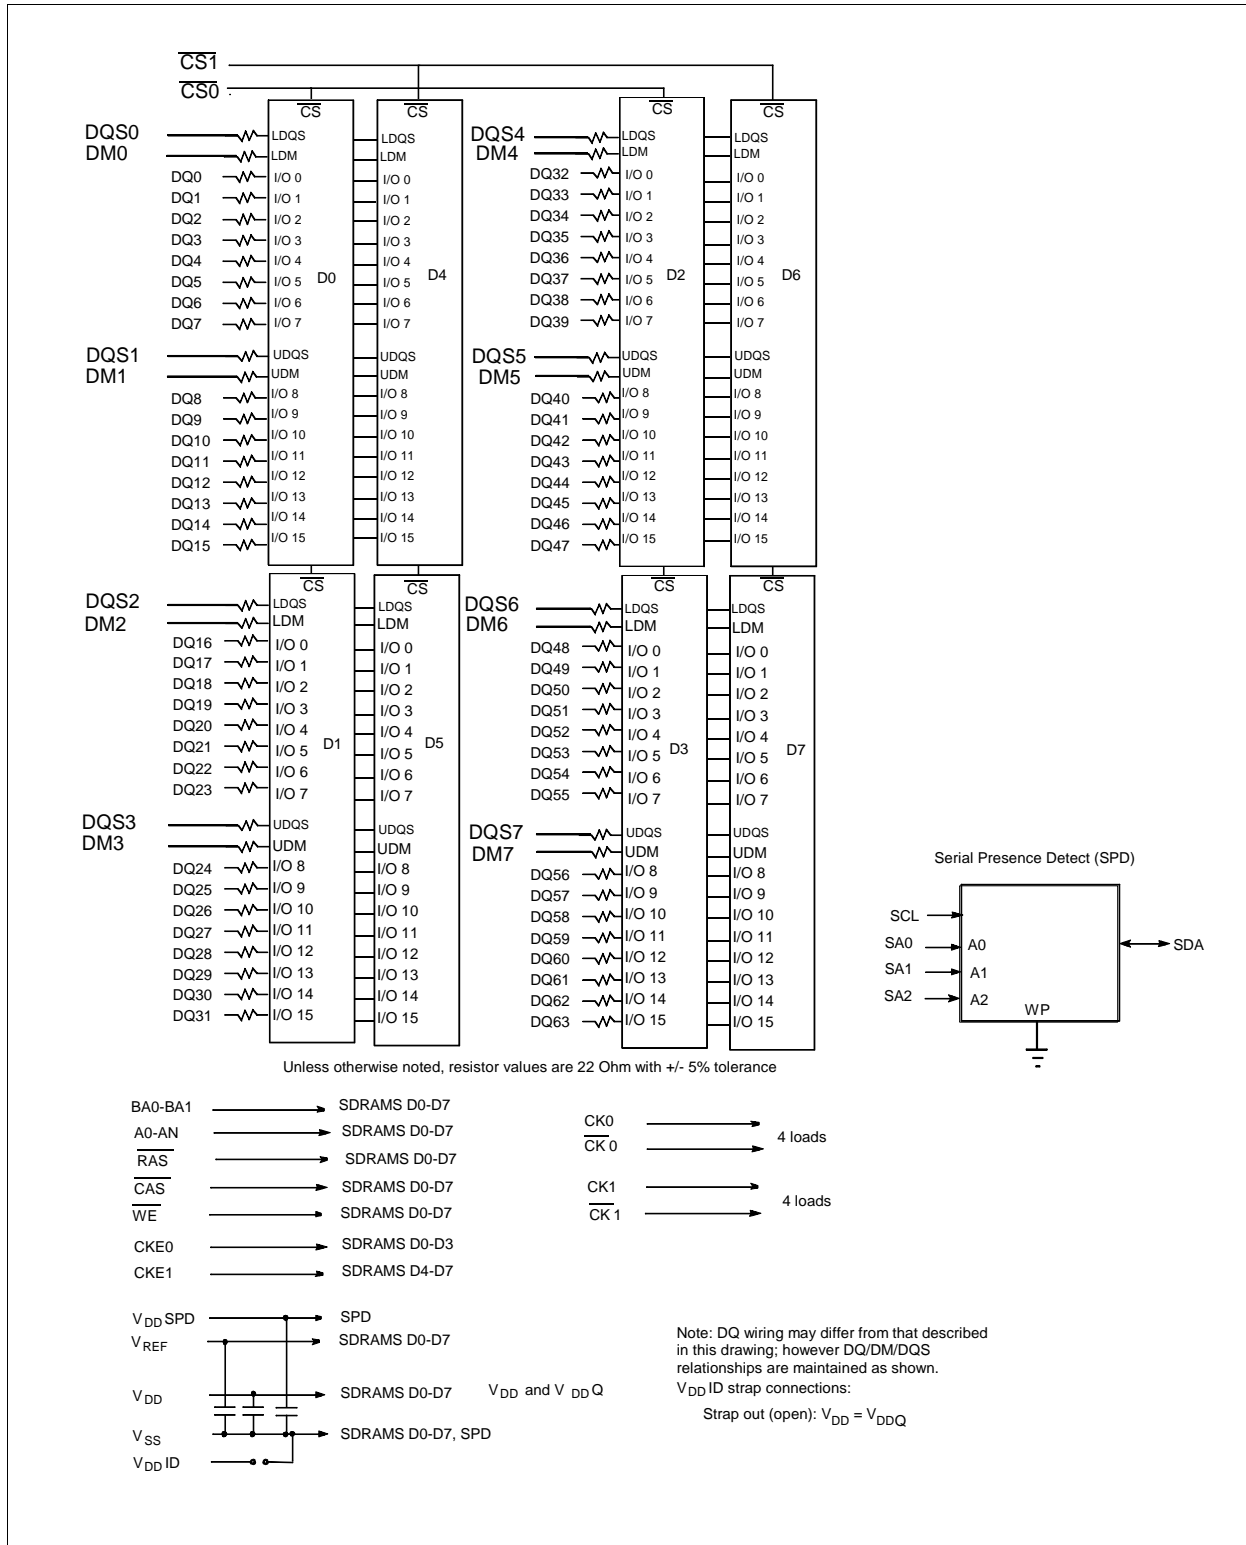 CS1
CS0
CS
CS
CS
CS
DQS0
DM0
DQ0
DQ1
DQ2
DQ3
DQ4
DQ5
DQ6
DQ7
DQS1
DM1
DQ8
DQ9
DQ10
DQ11
DQ12
DQ13
DQ14
DQ15
LDQS
LDM
I/O 0
I/O 1
I/O 2
I/O 3
I/O 4
I/O 5
I/O 6
I/O 7
UDQS
UDM
I/O 8
I/O 9
I/O 10
I/O 11
I/O 12
I/O 13
I/O 14
I/O 15
D0
LDQS
LDM
I/O 0
I/O 1
I/O 2
I/O 3
I/O 4
I/O 5
I/O 6
I/O 7
UDQS
UDM
I/O 8
I/O 9
I/O 10
I/O 11
I/O 12
I/O 13
I/O 14
I/O 15
D4
DQS4
DM4
DQ32
DQ33
DQ34
DQ35
DQ36
DQ37
DQ38
DQ39
DQS5
DM5
DQ40
DQ41
DQ42
DQ43
DQ44
DQ45
DQ46
DQ47
LDQS
LDM
I/O 0
I/O 1
I/O 2
I/O 3
I/O 4
I/O 5
I/O 6
I/O 7
UDQS
UDM
I/O 8
I/O 9
I/O 10
I/O 11
I/O 12
I/O 13
I/O 14
I/O 15
D2
LDQS
LDM
I/O 0
I/O 1
I/O 2
I/O 3
I/O 4
I/O 5
I/O 6
I/O 7
UDQS
UDM
I/O 8
I/O 9
I/O 10
I/O 11
I/O 12
I/O 13
I/O 14
I/O 15
D6
CS
CS
CS
CS
DQS2
DM2
DQ16
DQ17
DQ18
DQ19
DQ20
DQ21
DQ22
DQ23
DQS3
DM3
DQ24
DQ25
DQ26
DQ27
DQ28
DQ29
DQ30
DQ31
LDQS
LDM
I/O 0
I/O 1
I/O 2
I/O 3
I/O 4
I/O 5
I/O 6
I/O 7
UDQS
UDM
I/O 8
I/O 9
I/O 10
I/O 11
I/O 12
I/O 13
I/O 14
I/O 15
D1
LDQS
LDM
I/O 0
I/O 1
I/O 2
I/O 3
I/O 4
I/O 5
I/O 6
I/O 7
UDQS
UDM
I/O 8
I/O 9
I/O 10
I/O 11
I/O 12
I/O 13
I/O 14
I/O 15
D5
DQS6
DM6
DQ48
DQ49
DQ50
DQ51
DQ52
DQ53
DQ54
DQ55
DQS7
DM7
DQ56
DQ57
DQ58
DQ59
DQ60
DQ61
DQ62
DQ63
LDQS
LDM
I/O 0
I/O 1
I/O 2
I/O 3
I/O 4
I/O 5
I/O 6
I/O 7
UDQS
UDM
I/O 8
I/O 9
I/O 10
I/O 11
I/O 12
I/O 13
I/O 14
I/O 15
D3
LDQS
LDM
I/O 0
I/O 1
I/O 2
I/O 3
I/O 4
I/O 5
I/O 6
I/O 7
UDQS
UDM
I/O 8
I/O 9
I/O 10
I/O 11
I/O 12
I/O 13
I/O 14
I/O 15
D7
Serial Presence Detect (SPD)
SCL
SA0 A0
SA1 A1
SA2 A2
WP
SDA
Unless otherwise noted, resistor values are 22 Ohm with +/- 5% tolerance
BA0-BA1 SDRAMS D0-D7
A0-AN SDRAMS D0-D7
RAS SDRAMS D0-D7
CAS SDRAMS D0-D7
WE SDRAMS D0-D7
CKE0 SDRAMS D0-D3
CKE1 SDRAMS D4-D7
CK0
CK 0
4 loads
CK1
CK 1
4 loads
VDD SPD SPD
VREF SDRAMS D0-D7
VDD SDRAMS D0-D7 VDD and V DD Q
VSS SDRAMS D0-D7, SPD
VDD ID
Note: DQ wiring may differ from that described
in this drawing; however DQ/DM/DQS
relationships are maintained as shown.
VDD ID strap connections:
Strap out (open): VDD = VDDQ